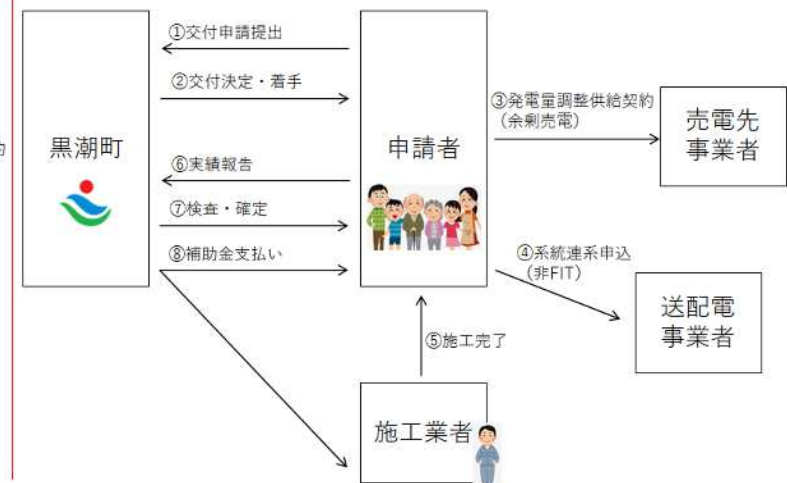 ①交付申請提出
②交付決定・着手
③発電量調整供給契約
（余剰売電）
売電先
事業者
約
黒潮町
申請者
⑥実績報告
⑦検査・確定
⑧補助金支払い
④系統連系申込
（非FIT）
送配電
事業者
⑤施工完了
施工業者